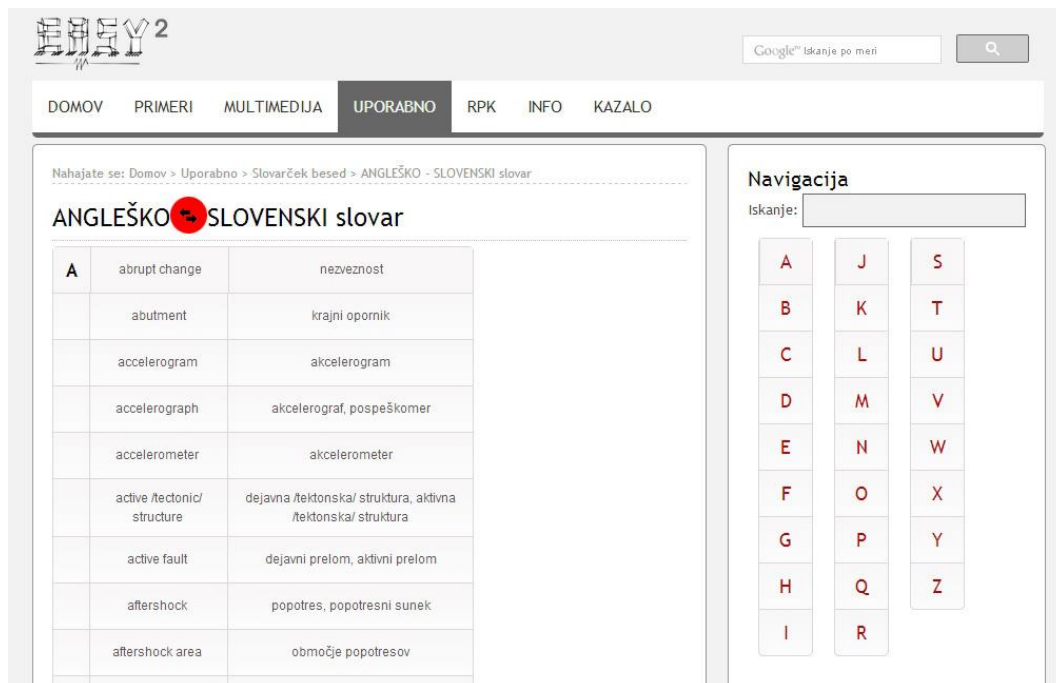 EASY 2
Google™ Iskanje po meri
DOMOV PRIMERI MULTIMEDIJA UPORABNO RPK INFO KAZALO
Nahajate se: Domov > Uporabno > Slovarček besed > ANGLEŠKO - SLOVENSKI slovar
ANGLEŠKO SLOVENSKI slovar
A abrupt change nezveznost
abutment krajni opornik
accelerogram akcelerogram
accelerograph akcelerograf, pospeškomer
accelerometer akcelerometer
active /tectonic/ dejavna /tektonska/ struktura, aktivna
structure /tektonska/ struktura
active fault dejavni prelom, aktivni prelom
aftershock popotres, popotresni sunek
aftershock area območje popotresov
Navigacija
Iskanje:
A J S
B K T
C L U
D M V
E N W
F O X
G P Y
H Q Z
I R